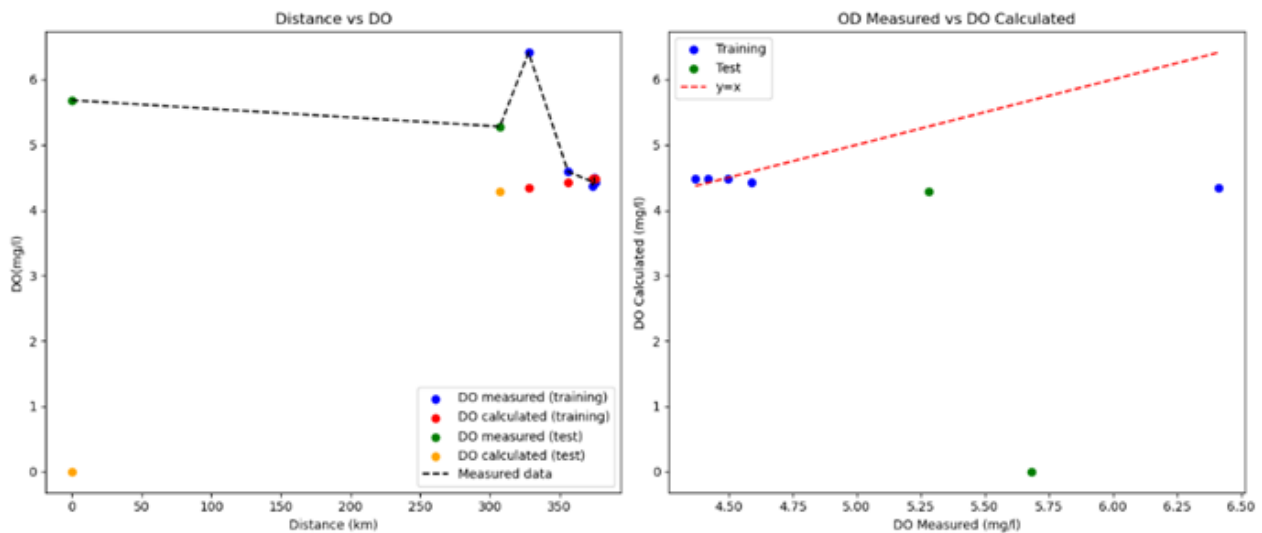 Distance vs DO
DO(mg/l)
6
5
4
3
2
1
0
DO measured (training)
DO calculated (training)
DO measured (test)
DO calculated (test)
Measured data
0 50 100 150 200 250 300 350
Distance (km)
OD Measured vs DO Calculated
DO Calculated (mg/l)
6
5
4
3
2
1
0
Training
Test
y=x
4.50 4.75 5.00 5.25 5.50 5.75 6.00 6.25 6.50
DO Measured (mg/l)